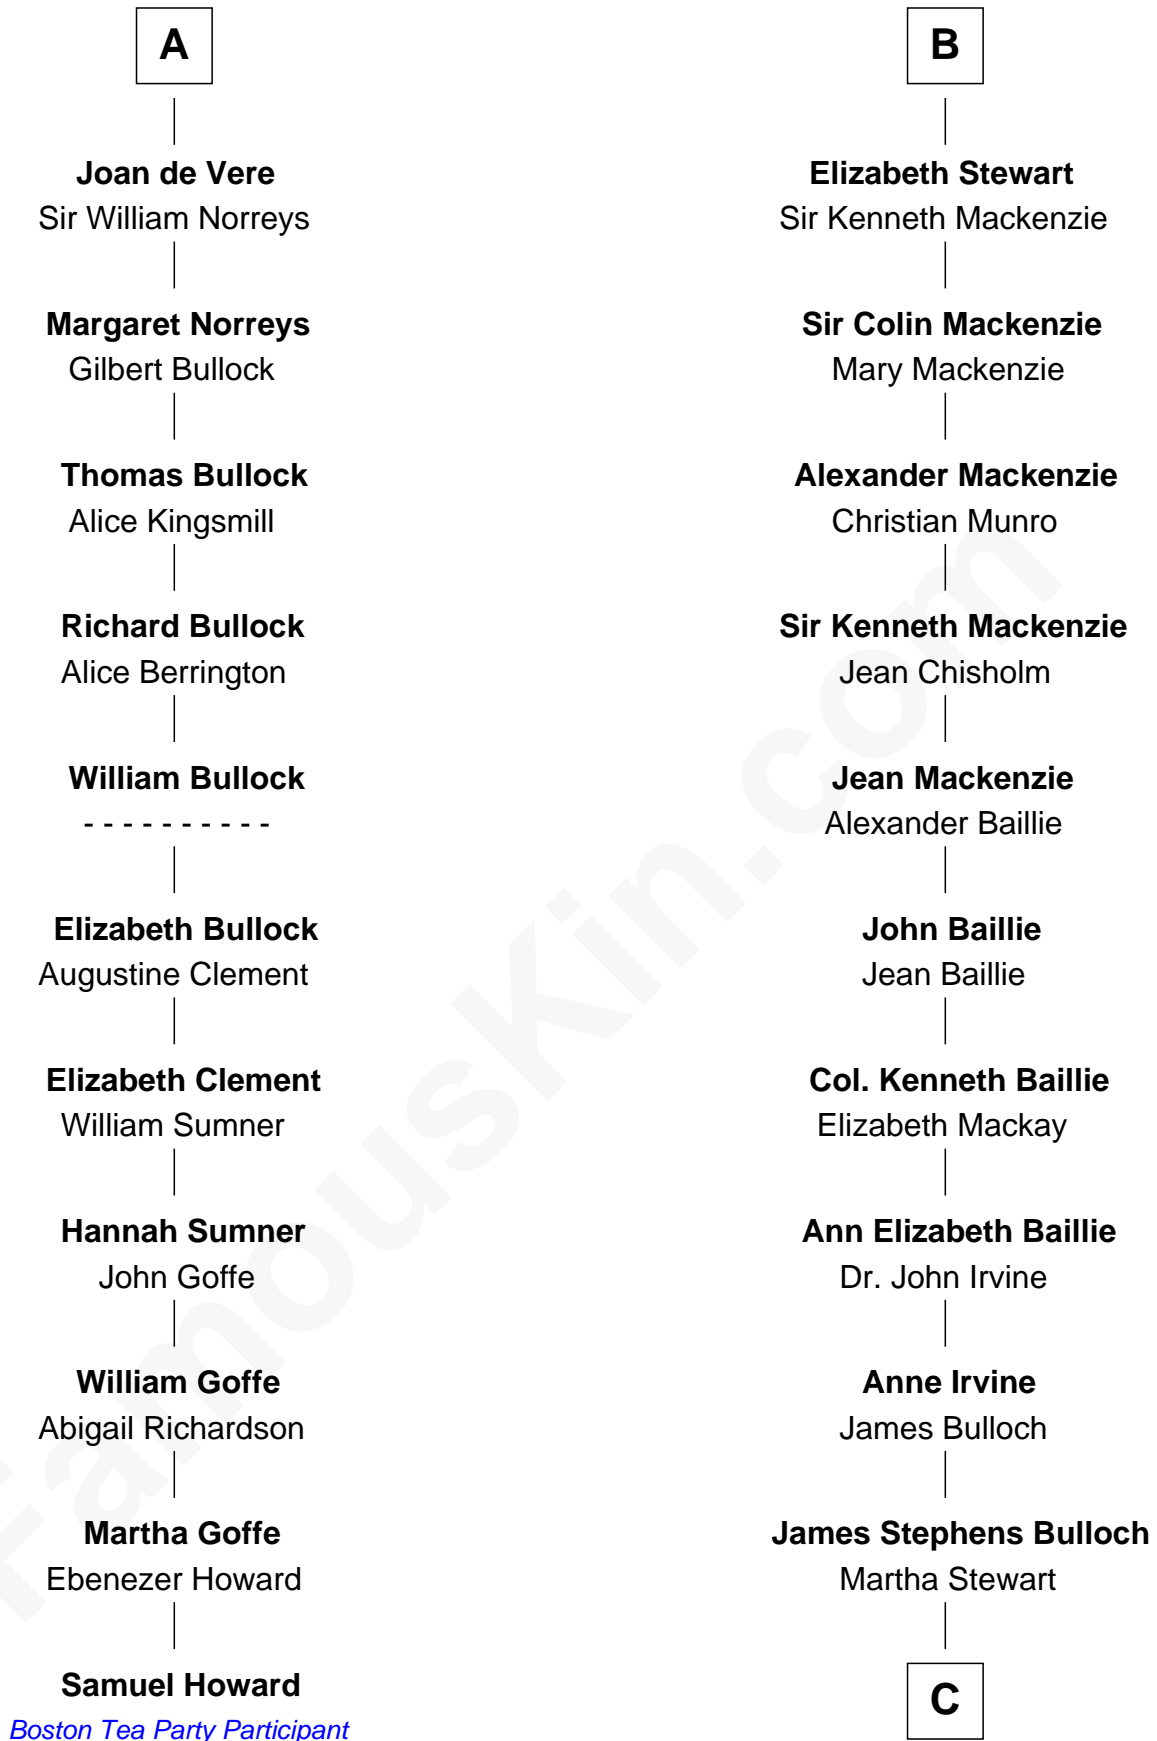 A
Joan de Vere
Sir William Norreys
Margaret Norreys
Gilbert Bullock
Thomas Bullock
Alice Kingsmill
Richard Bullock
Alice Berrington
William Bullock
- - - - - - - - - -
Elizabeth Bullock
Augustine Clement
Elizabeth Clement
William Sumner
Hannah Sumner
John Goffe
William Goffe
Abigail Richardson
Martha Goffe
Ebenezer Howard
Samuel Howard
Boston Tea Party Participant
B
Elizabeth Stewart
Sir Kenneth Mackenzie
Sir Colin Mackenzie
Mary Mackenzie
Alexander Mackenzie
Christian Munro
Sir Kenneth Mackenzie
Jean Chisholm
Jean Mackenzie
Alexander Baillie
John Baillie
Jean Baillie
Col. Kenneth Baillie
Elizabeth Mackay
Ann Elizabeth Baillie
Dr. John Irvine
Anne Irvine
James Bulloch
James Stephens Bulloch
Martha Stewart
C
FamousKin.com